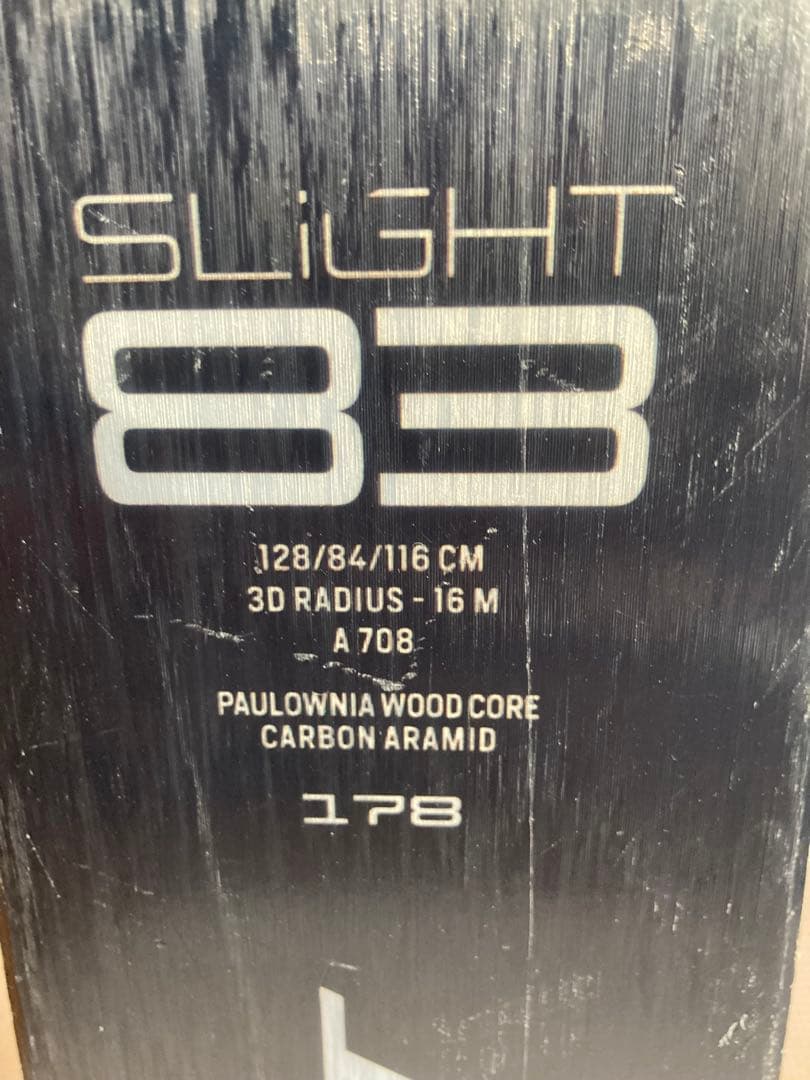 SLiGHT
83
128/84/116 CM
3D RADIUS - 16 M
A 708
PAULOWNIA WOOD CORE
CARBON ARAMID
178